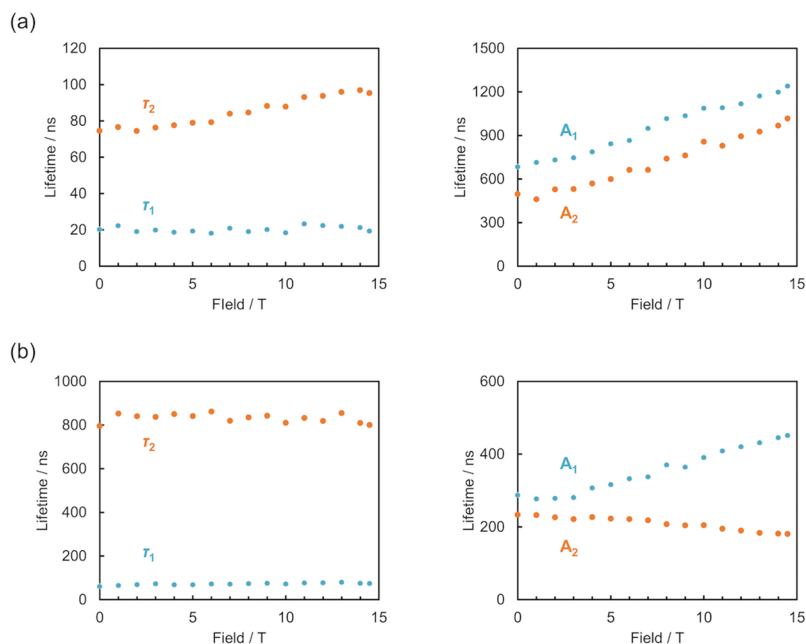 (a)
120
100
80
60
40
20
0
Lifetime / ns
τ2
τ1
0 5 10 15
FIeld / T
1500
1200
900
600
300
0
Lifetime / ns
A1
A2
0 5 10 15
FIeld / T
(b)
1000
800
600
400
200
0
Lifetime / ns
τ2
τ1
0 5 10 15
FIeld / T
600
400
200
0
Lifetime / ns
A1
A2
0 5 10 15
FIeld / T